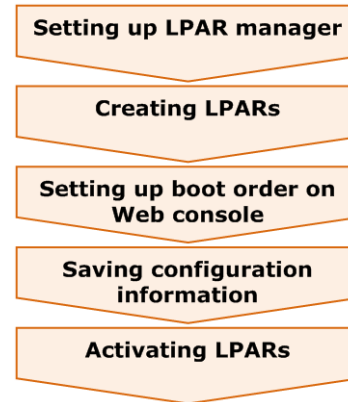 Setting up LPAR manager
Creating LPARs
Setting up boot order on
Web console
Saving configuration
information
Activating LPARs